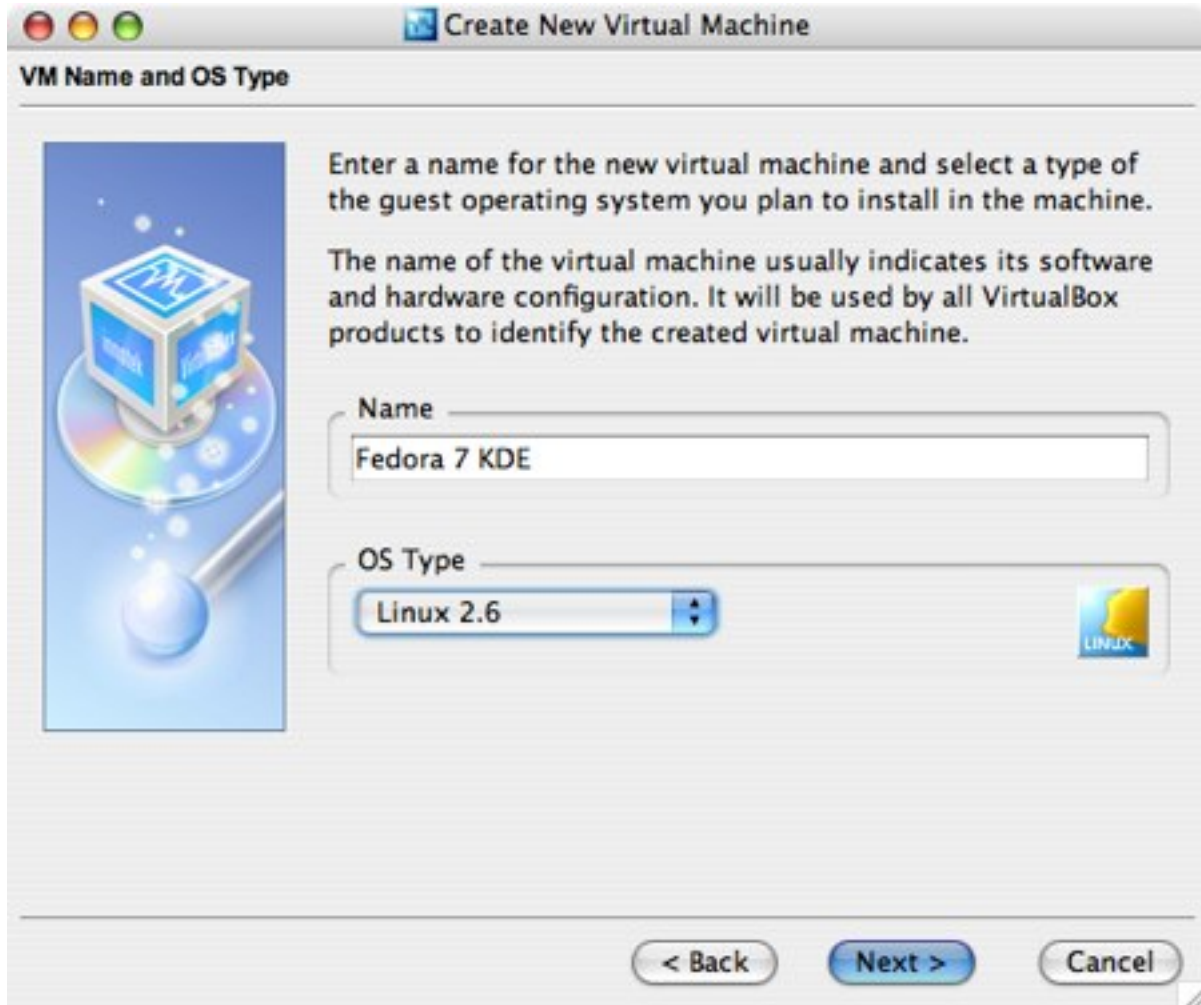 Create New Virtual Machine
VM Name and OS Type
Enter a name for the new virtual machine and select a type of
the guest operating system you plan to install in the machine.
The name of the virtual machine usually indicates its software
and hardware configuration. It will be used by all VirtualBox
products to identify the created virtual machine.
innotek
Name
Fedora 7 KDE
OS Type
Linux 2.6
LINUX
< Back
Next >
Cancel